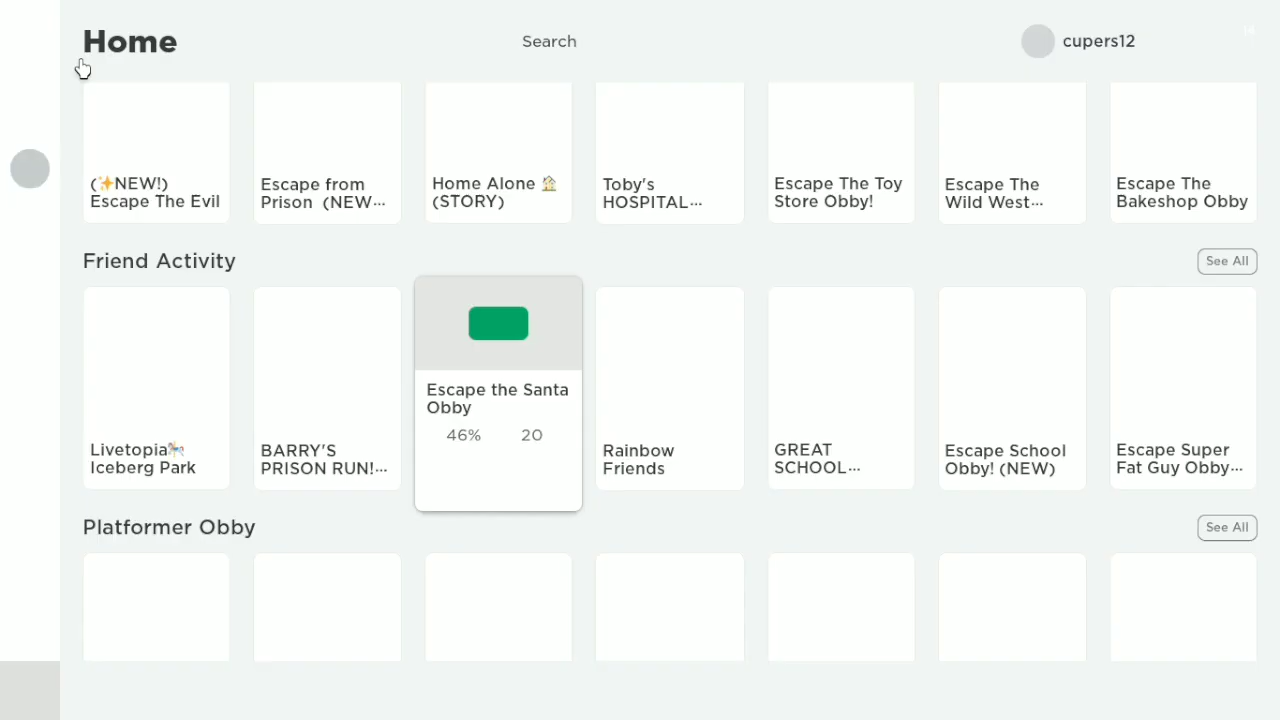 Home
Search
cupers12
14
(✨NEW!)
Escape The Evil
Escape from
Prison (NEW...
Home Alone 🏠
(STORY)
Toby's
HOSPITAL...
Escape The Toy
Store Obby!
Escape The
Wild West...
Escape The
Bakeshop Obby
Friend Activity
See All
Livetopia🎠
Iceberg Park
BARRY'S
PRISON RUN!...
Escape the Santa
Obby
46% 20
Rainbow
Friends
GREAT
SCHOOL...
Escape School
Obby! (NEW)
Escape Super
Fat Guy Obby...
Platformer Obby
See All